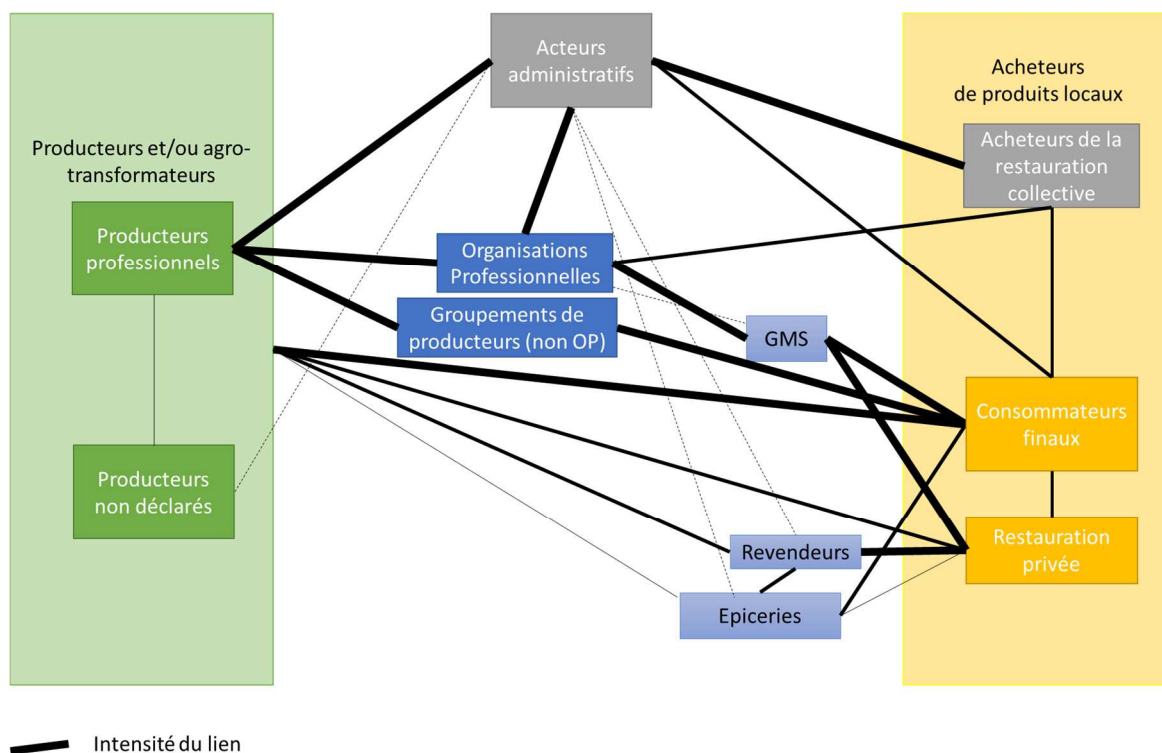 Acteurs
administratifs
Acheteurs
de produits locaux
Producteurs et/ou agro-
transformateurs
Acheteurs de la
restauration
collective
Producteurs
professionnels
Organisations
Professionnelles
Groupements de
producteurs (non OP)
GMS
Consommateurs
finaux
Producteurs
non déclarés
Revendeurs
Restauration
privée
Epiceries
Intensité du lien